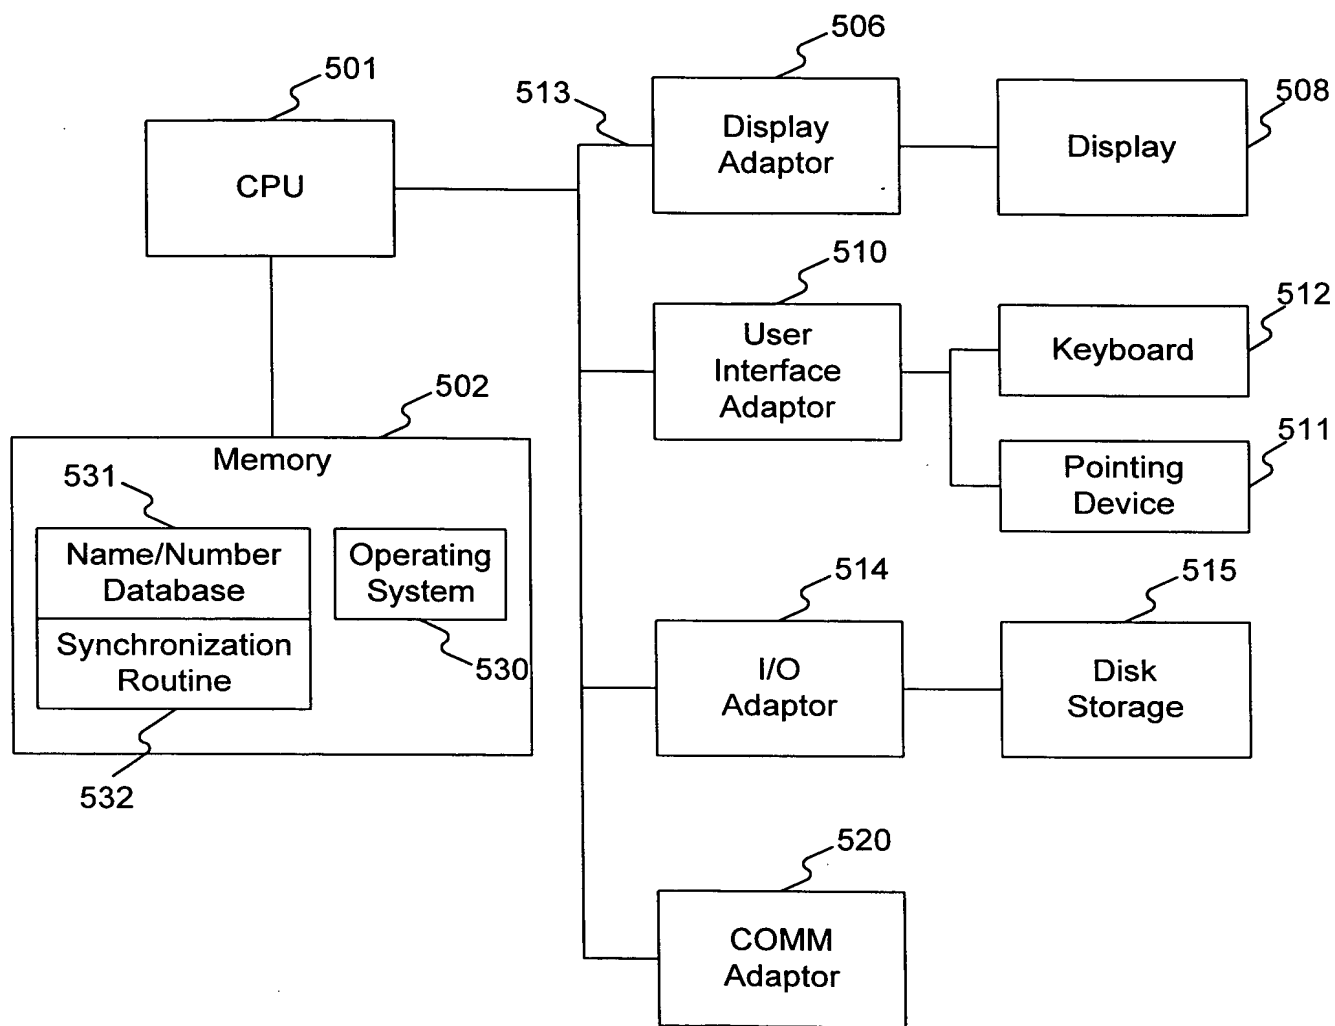 506
501
513
508
Display
Adaptor
Display
CPU
510
512
User
Interface
Adaptor
Keyboard
502
511
Memory
Pointing
Device
531
Name/Number
Database
Operating
System
514
515
Synchronization
Routine
530
I/O
Adaptor
Disk
Storage
532
520
COMM
Adaptor